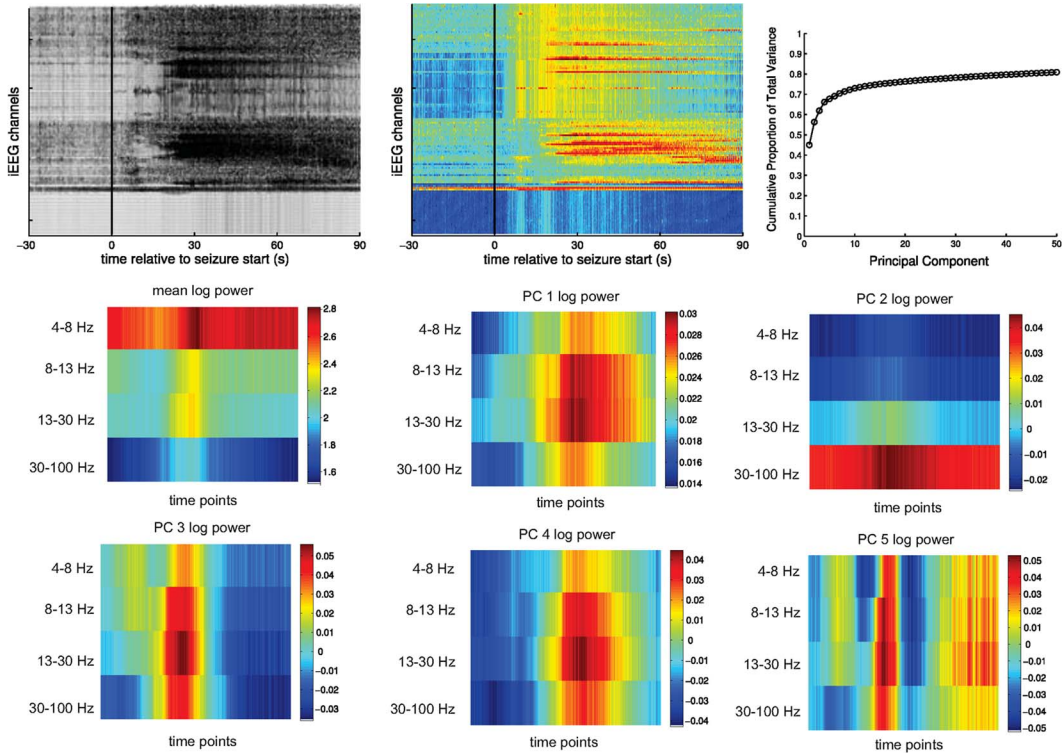 iEEG channels
−30 0 30 60 90
time relative to seizure start (s)
iEEG channels
−30 0 30 60 90
time relative to seizure start (s)
Cumulative Proportion of Total Variance
1
0.9
0.8
0.7
0.6
0.5
0.4
0.3
0.2
0.1
0
0 10 20 30 40 50
Principal Component
mean log power
4-8 Hz
8-13 Hz
13-30 Hz
30-100 Hz
time points
2.8
2.6
2.4
2.2
2
1.8
1.6
PC 1 log power
4-8 Hz
8-13 Hz
13-30 Hz
30-100 Hz
time points
0.03
0.028
0.026
0.024
0.022
0.02
0.018
0.016
0.014
PC 2 log power
4-8 Hz
8-13 Hz
13-30 Hz
30-100 Hz
time points
0.04
0.03
0.02
0.01
0
−0.01
−0.02
PC 3 log power
4-8 Hz
8-13 Hz
13-30 Hz
30-100 Hz
time points
0.05
0.04
0.03
0.02
0.01
0
−0.01
−0.02
−0.03
PC 4 log power
4-8 Hz
8-13 Hz
13-30 Hz
30-100 Hz
time points
0.04
0.03
0.02
0.01
0
−0.01
−0.02
−0.03
−0.04
PC 5 log power
4-8 Hz
8-13 Hz
13-30 Hz
30-100 Hz
time points
0.05
0.04
0.03
0.02
0.01
0
−0.01
−0.02
−0.03
−0.04
−0.05